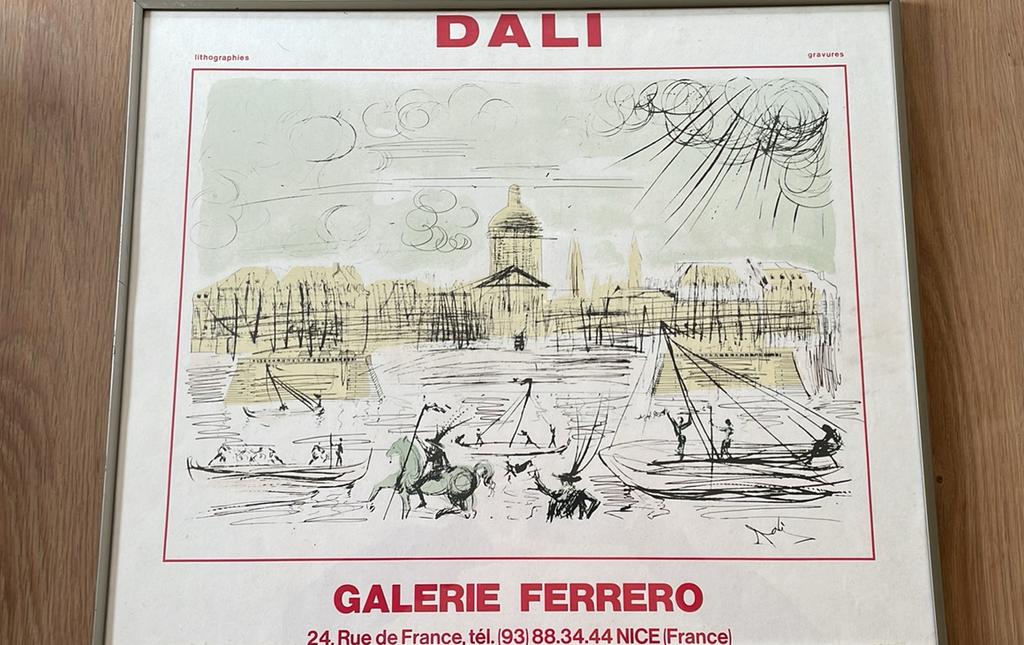 DALI
lithographies
gravures
Dali
GALERIE FERRERO
24, Rue de France, tél. (93) 88.34.44 NICE (France)